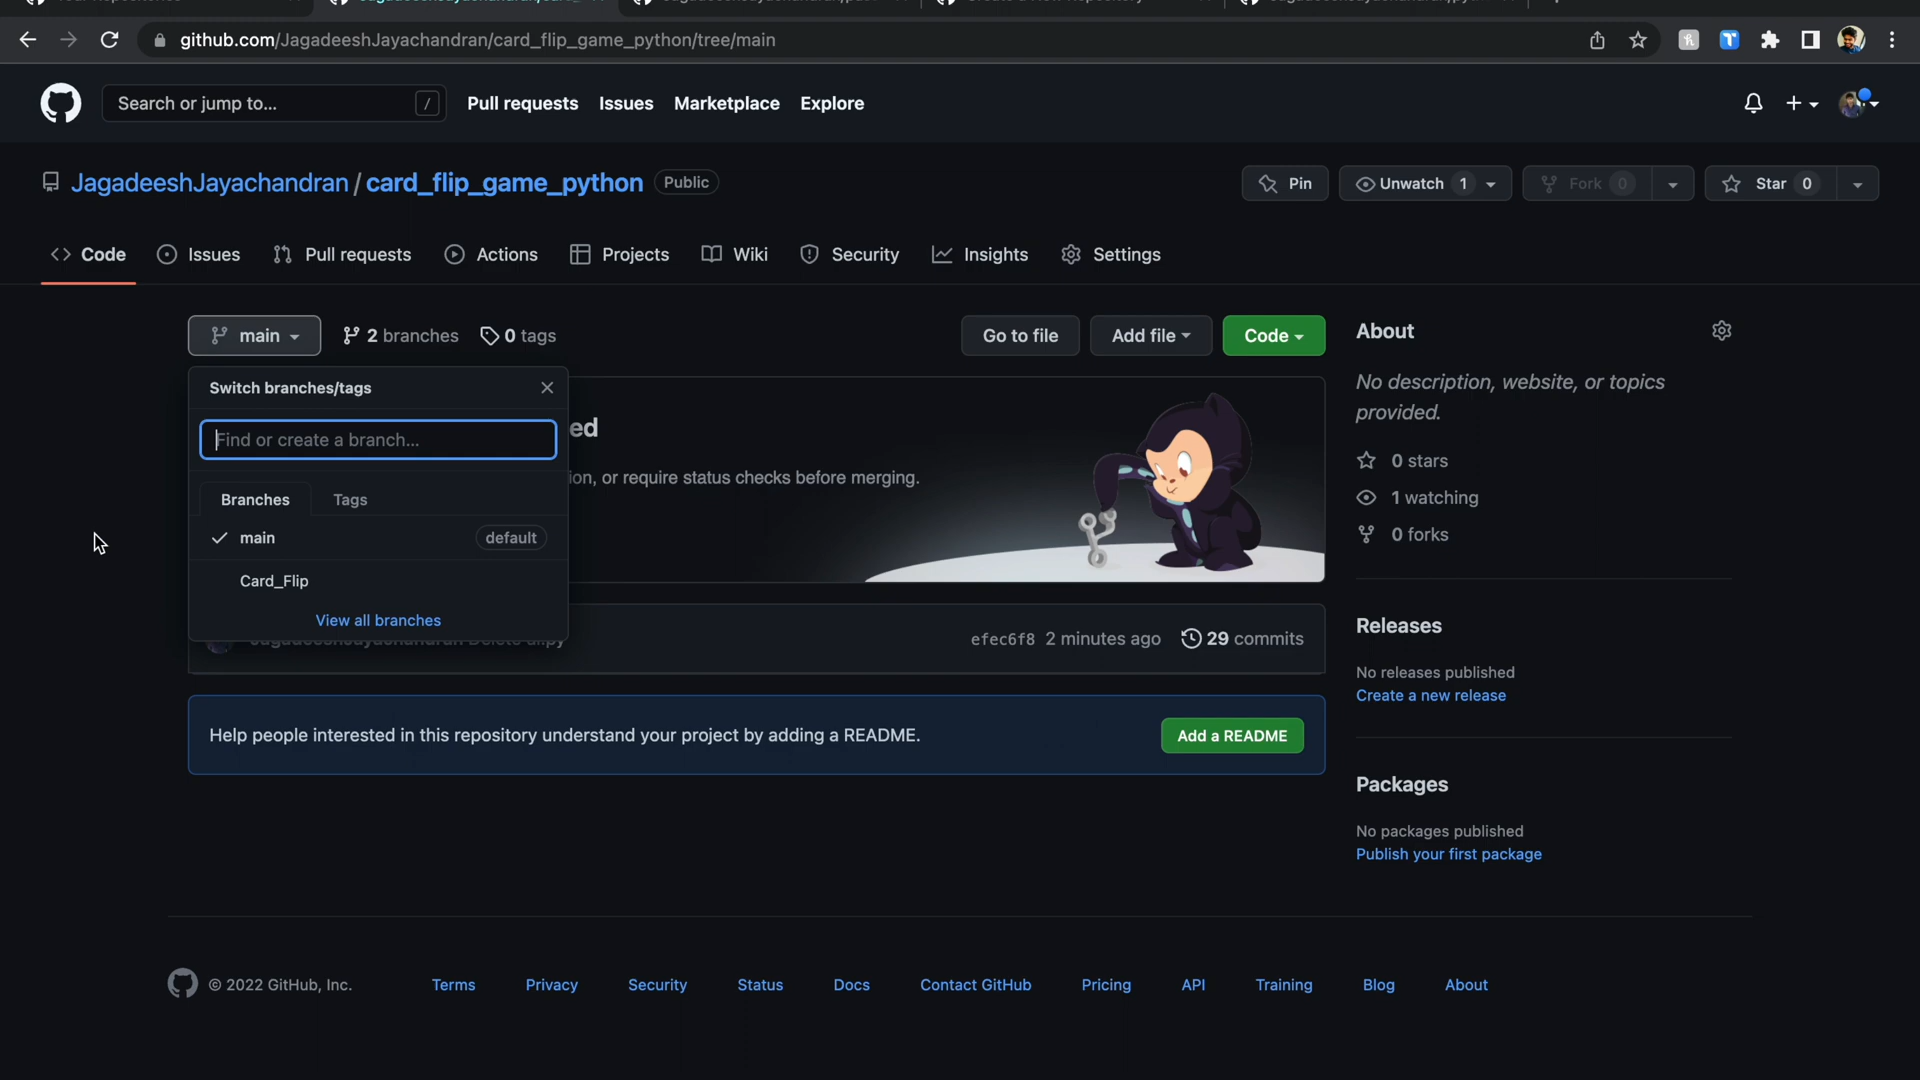 github.com/JagadeeshJayachandran/card_flip_game_python/tree/main
Search or jump to... /
Pull requests Issues Marketplace Explore
JagadeeshJayachandran / card_flip_game_python Public
Pin Unwatch 1 Fork 0 Star 0
Code Issues Pull requests Actions Projects Wiki Security Insights Settings
main 2 branches 0 tags Go to file Add file Code
Switch branches/tags
Find or create a branch...
Branches Tags
main default
Card_Flip
View all branches
ed
ion, or require status checks before merging.
efec6f8 2 minutes ago 29 commits
Help people interested in this repository understand your project by adding a README. Add a README
About
No description, website, or topics
provided.
0 stars
1 watching
0 forks
Releases
No releases published
Create a new release
Packages
No packages published
Publish your first package
© 2022 GitHub, Inc. Terms Privacy Security Status Docs Contact GitHub Pricing API Training Blog About